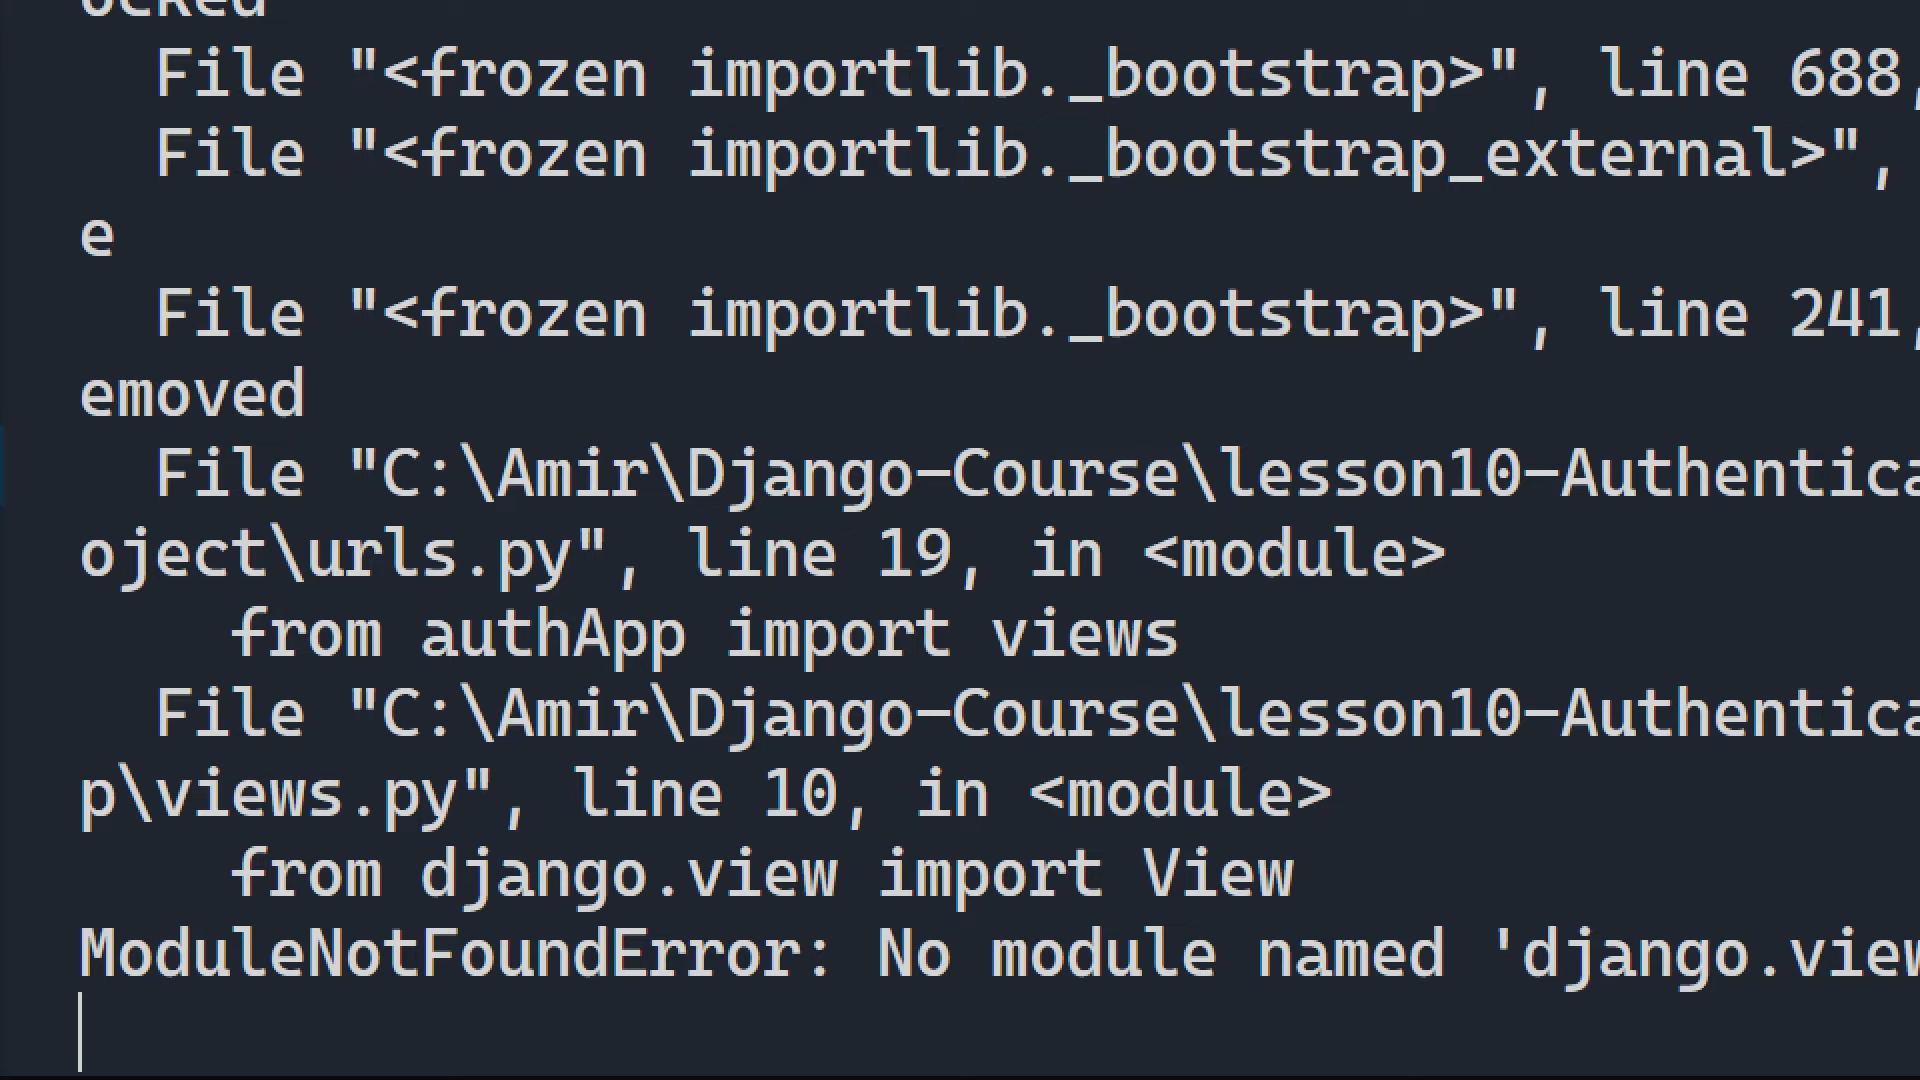 ocked
File "<frozen importlib._bootstrap>", line 688,
File "<frozen importlib._bootstrap_external>",
e
File "<frozen importlib._bootstrap>", line 241,
emoved
File "C:\Amir\Django-Course\lesson10-Authentica
oject\urls.py", line 19, in <module>
from authApp import views
File "C:\Amir\Django-Course\lesson10-Authentica
p\views.py", line 10, in <module>
from django.view import View
ModuleNotFoundError: No module named 'django.view